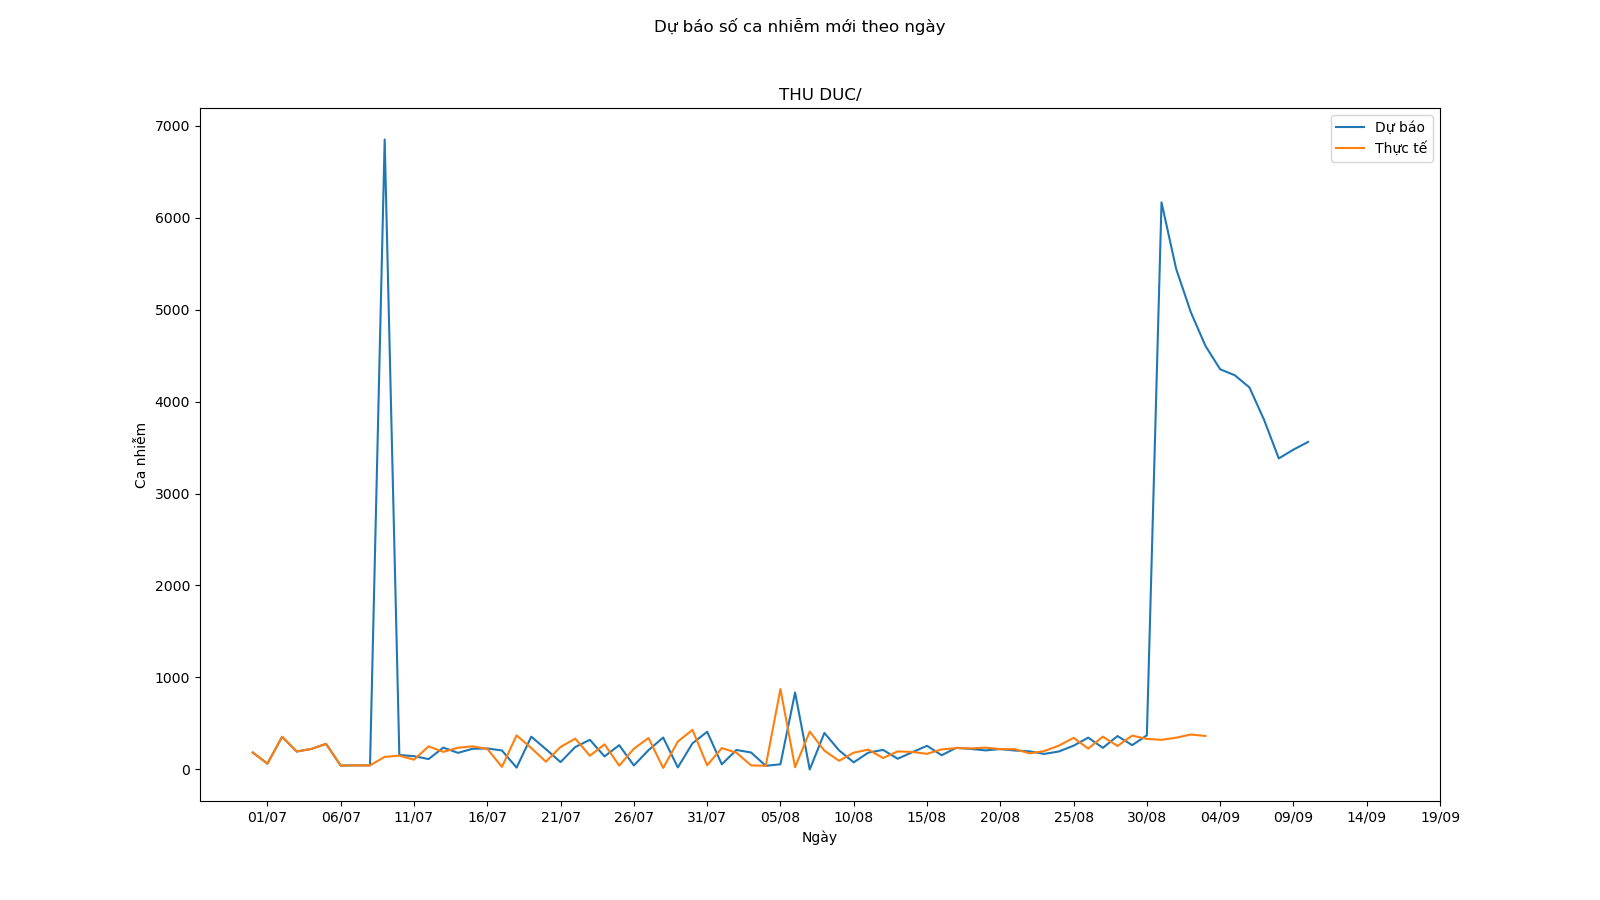 Dự báo số ca nhiễm mới theo ngày
THU DUC/
Dự báo
Thực tế
7000
6000
5000
4000
3000
2000
1000
0
Ca nhiễm
01/07 06/07 11/07 16/07 21/07 26/07 31/07 05/08 10/08 15/08 20/08 25/08 30/08 04/09 09/09 14/09 19/09
Ngày